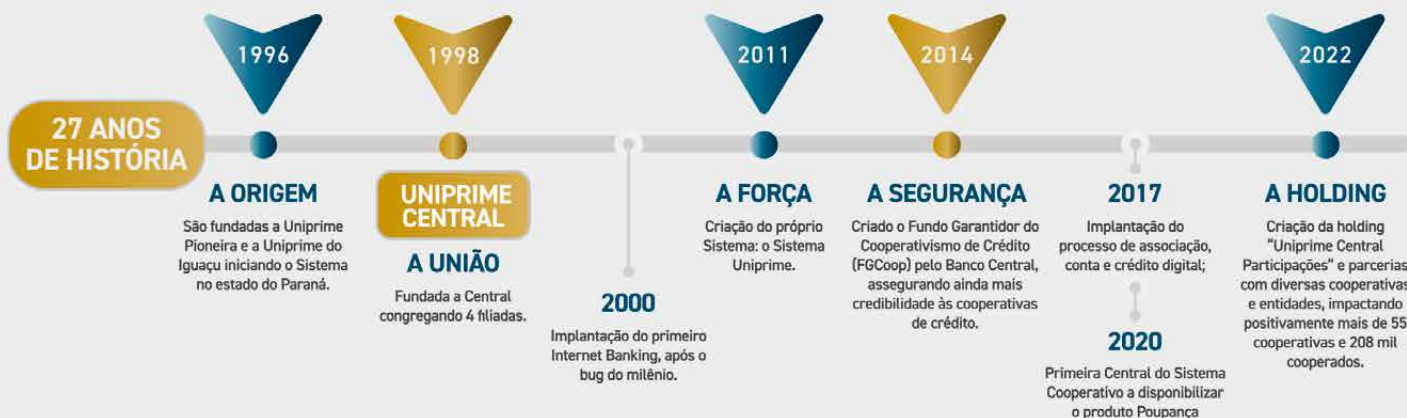 27 ANOS
DE HISTÓRIA
1996
A ORIGEM
São fundadas a Uniprime
Pioneira e a Uniprime do
Iguaçu iniciando o Sistema
no estado do Paraná.
1998
UNIPRIME
CENTRAL
A UNIÃO
Fundada a Central
congregando 4 filiadas.
2000
Implantação do primeiro
Internet Banking, após o
bug do milênio.
2011
A FORÇA
Criação do próprio
Sistema: o Sistema
Uniprime.
2014
A SEGURANÇA
Criado o Fundo Garantidor do
Cooperativismo de Crédito
(FGCoop) pelo Banco Central,
assegurando ainda mais
credibilidade às cooperativas
de crédito.
2017
Implantação do
processo de associação,
conta e crédito digital;
2020
Primeira Central do Sistema
Cooperativo a disponibilizar
o produto Poupança
2022
A HOLDING
Criação da holding
"Uniprime Central
Participações" e parcerias
com diversas cooperativas
e entidades, impactando
positivamente mais de 55
cooperativas e 208 mil
cooperados.